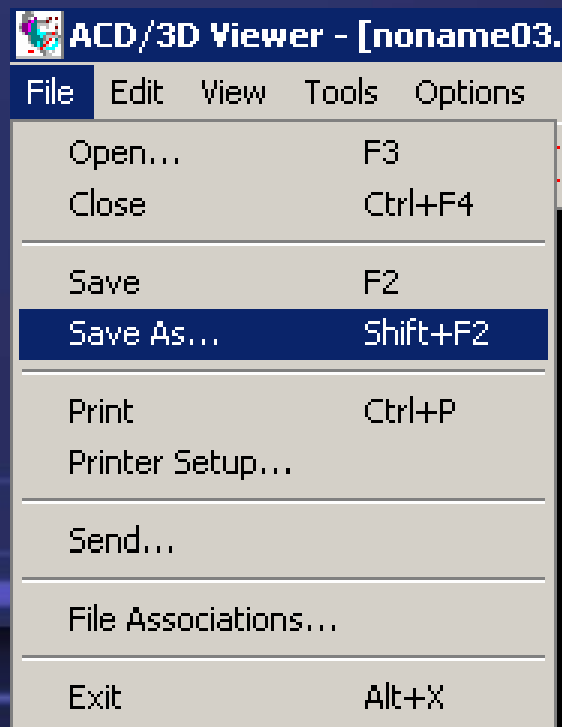 ACD/3D Viewer - [noname03.
File Edit View Tools Options
Open... F3
Close Ctrl+F4
Save F2
Save As... Shift+F2
Print Ctrl+P
Printer Setup...
Send...
File Associations...
Exit Alt+X